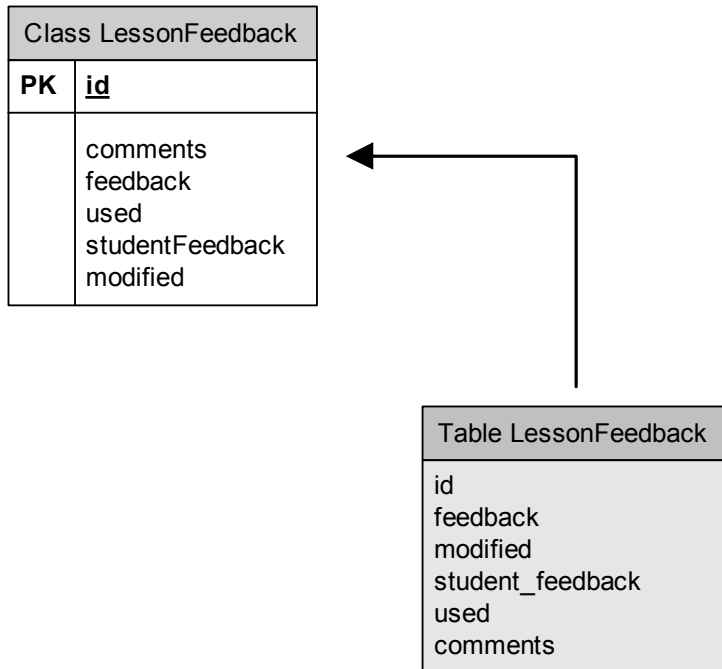 Class LessonFeedback
PK id
comments
feedback
used
studentFeedback
modified
Table LessonFeedback
id
feedback
modified
student_feedback
used
comments